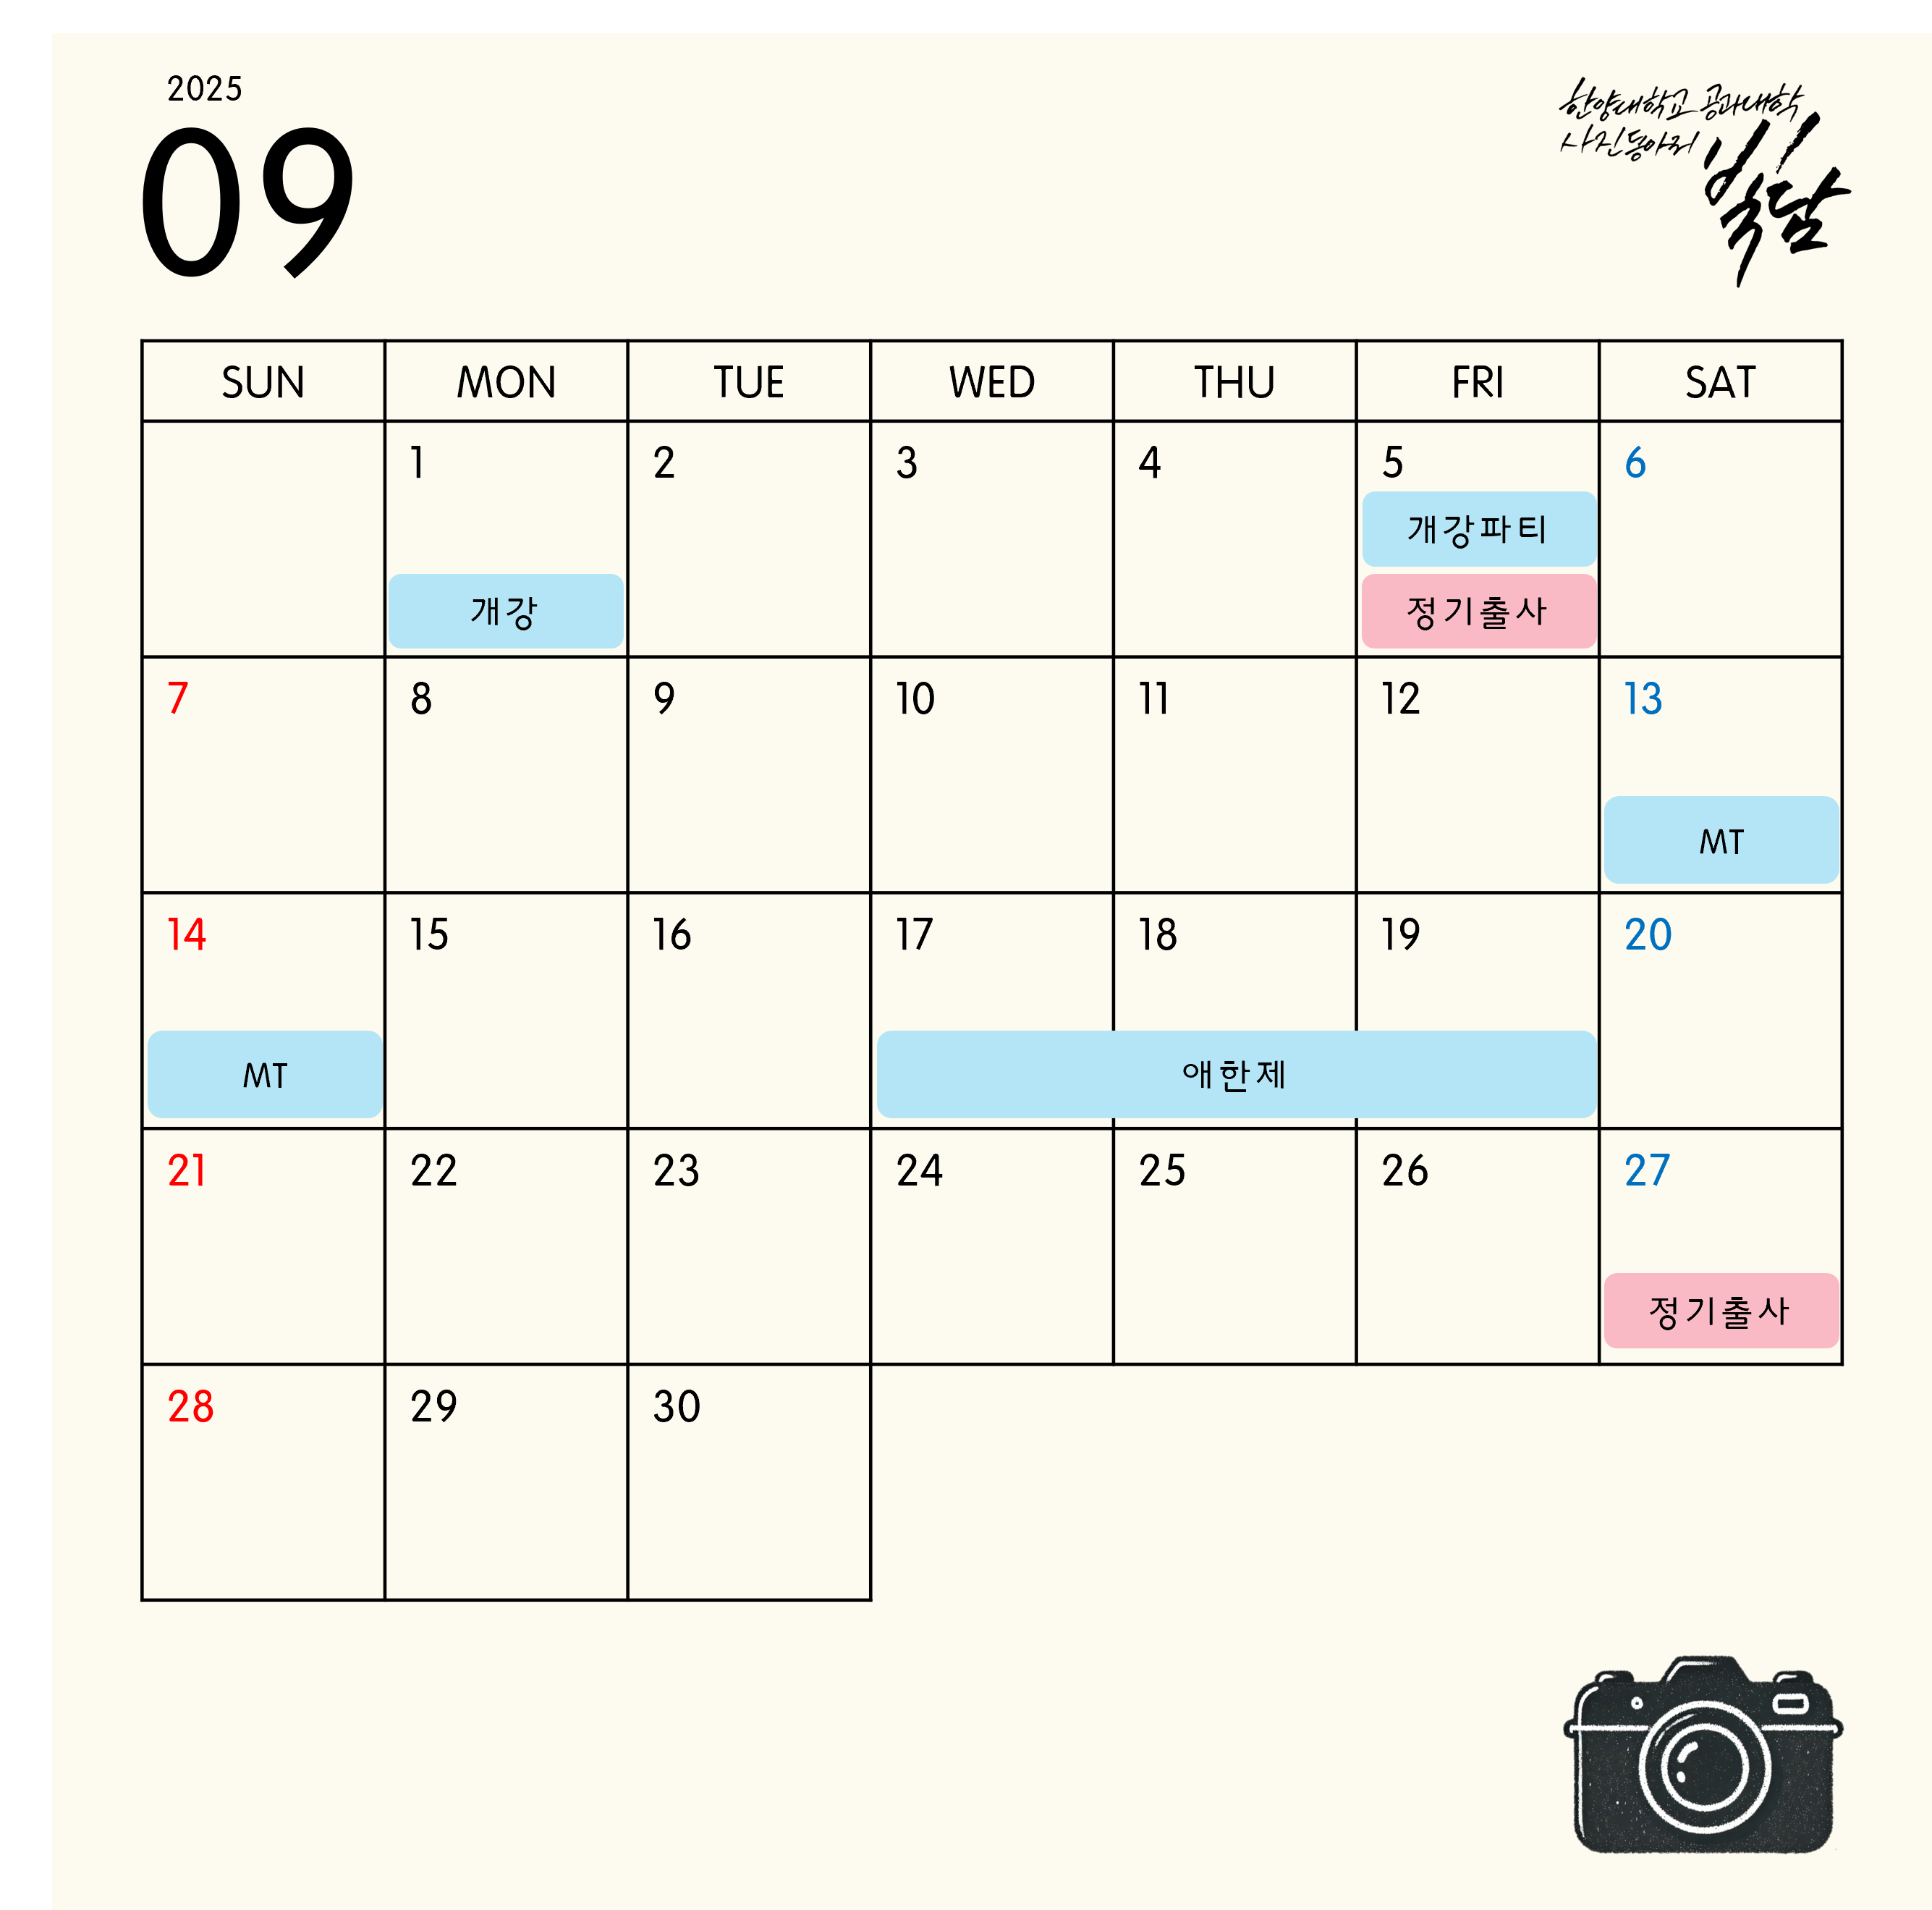 2025
09
한양대학교 공과대학
사진동아리
빛담
SUN MON TUE WED THU FRI SAT
1 2 3 4 5 6
개강파티
개강 정기출사
7 8 9 10 11 12 13
MT
14 15 16 17 18 19 20
MT 애한제
21 22 23 24 25 26 27
정기출사
28 29 30